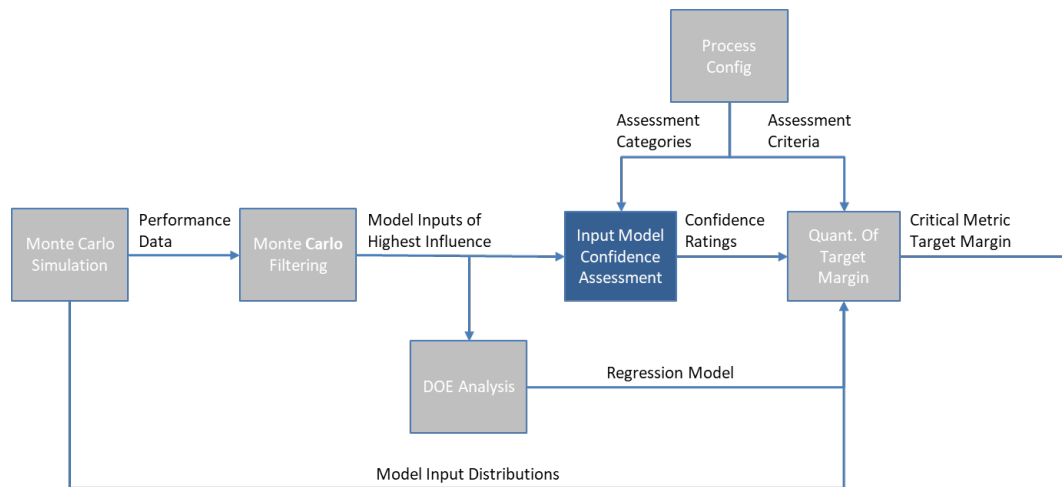 Process
Config
Assessment
Categories
Assessment
Criteria
Monte Carlo
Simulation
Performance
Data
Monte Carlo
Filtering
Model Inputs of
Highest Influence
Input Model
Confidence
Assessment
Confidence
Ratings
Quant. Of
Target
Margin
Critical Metric
Target Margin
DOE Analysis
Regression Model
Model Input Distributions